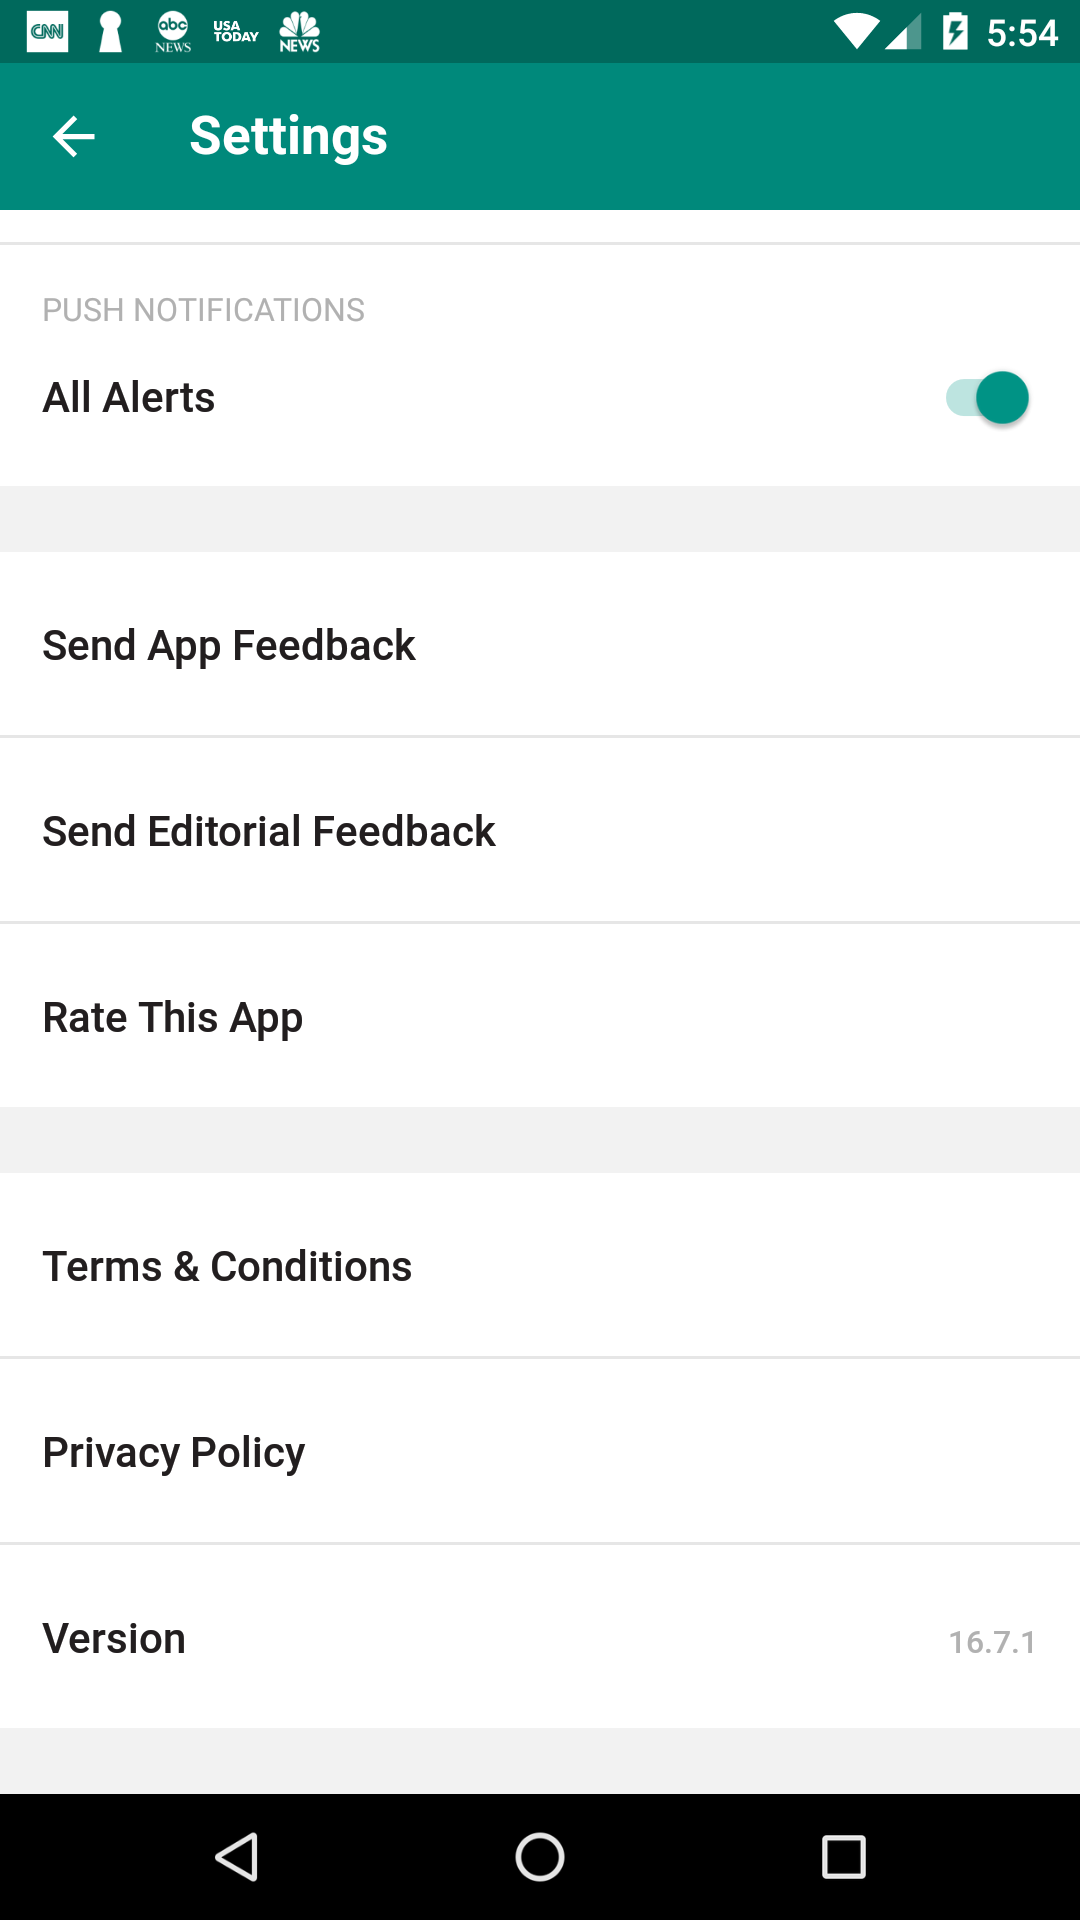 CNN abc NEWS USA TODAY NEWS 5:54
Settings
PUSH NOTIFICATIONS
All Alerts
Send App Feedback
Send Editorial Feedback
Rate This App
Terms & Conditions
Privacy Policy
Version 16.7.1